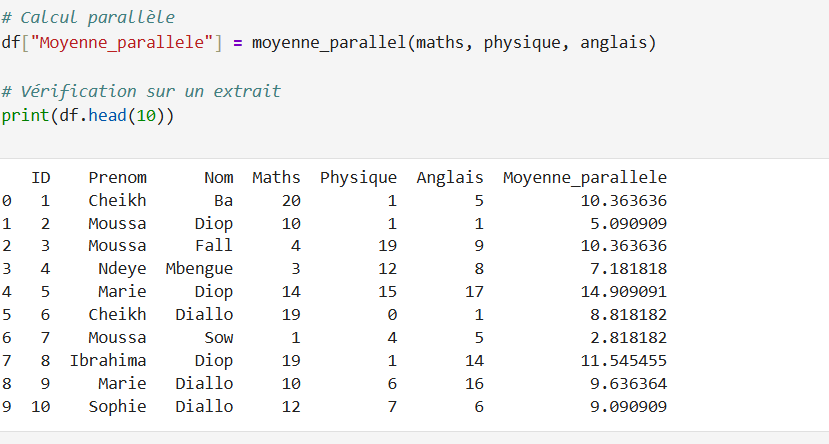 # Calcul parallèle
df["Moyenne_parallele"] = moyenne_parallel(maths, physique, anglais)
# Vérification sur un extrait
print(df.head(10))
ID Prenom Nom Maths Physique Anglais Moyenne_parallele
0 1 Cheikh Ba 20 1 5 10.363636
1 2 Moussa Diop 10 1 1 5.090909
2 3 Moussa Fall 4 19 9 10.363636
3 4 Ndeye Mbengue 3 12 8 7.181818
4 5 Marie Diop 14 15 17 14.909091
5 6 Cheikh Diallo 19 0 1 8.818182
6 7 Moussa Sow 1 4 5 2.818182
7 8 Ibrahima Diop 19 1 14 11.545455
8 9 Marie Diallo 10 6 16 9.636364
9 10 Sophie Diallo 12 7 6 9.090909